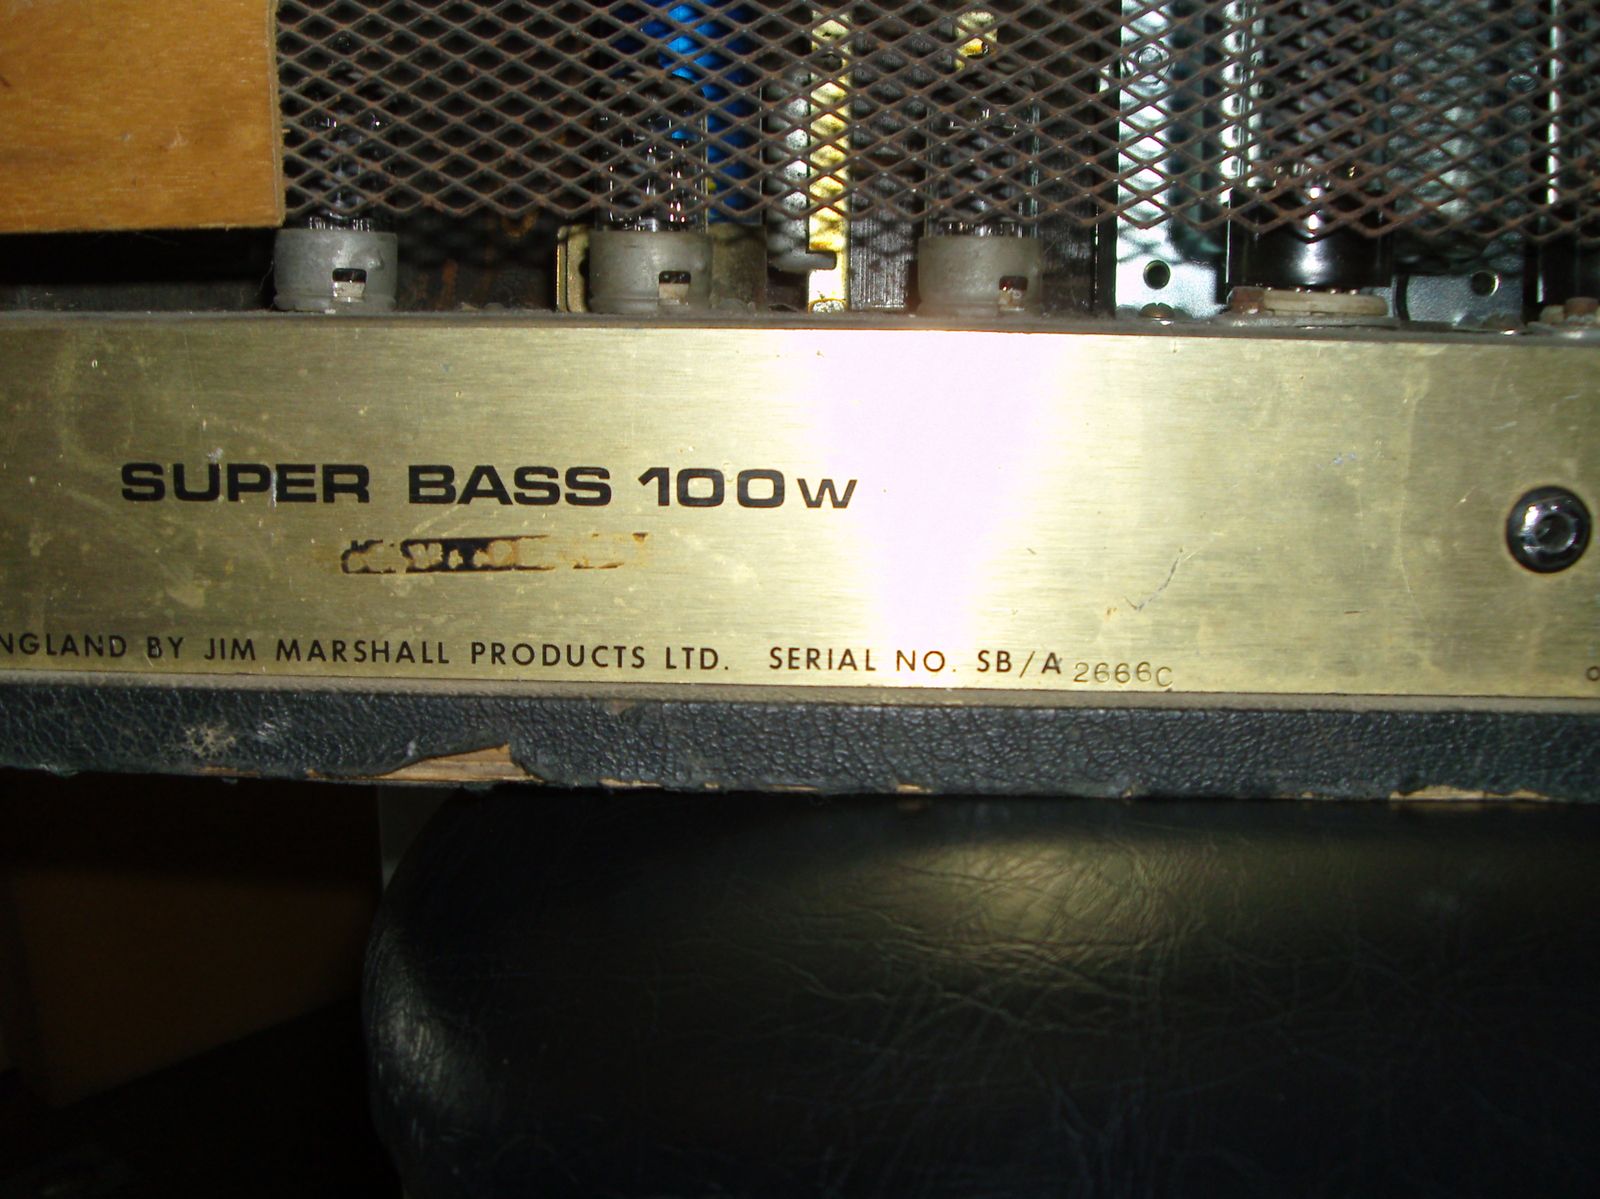 SUPER BASS 100W
NGLAND BY JIM MARSHALL PRODUCTS LTD. SERIAL NO. SB/A 2666C